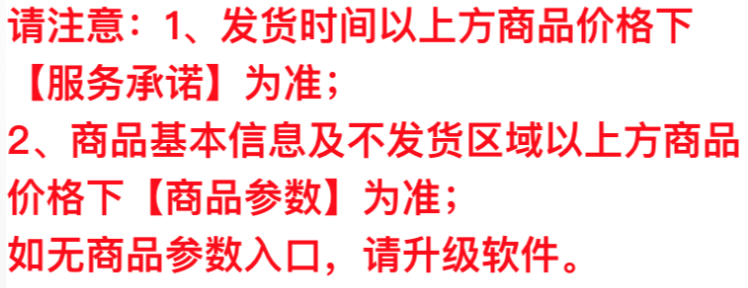 请注意：1、发货时间以上方商品价格下
【服务承诺】为准；
2、商品基本信息及不发货区域以上方商品
价格下【商品参数】为准；
如无商品参数入口，请升级软件。